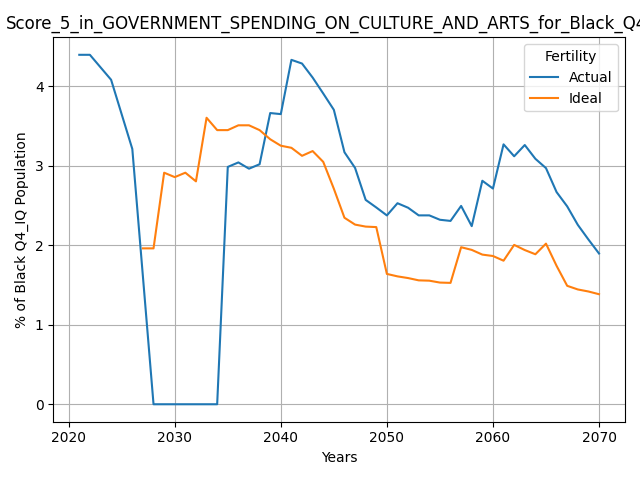 Score_5_in_GOVERNMENT_SPENDING_ON_CULTURE_AND_ARTS_for_Black_Q4
Fertility
Actual
Ideal
% of Black Q4_IQ Population
4
3
2
1
0
2020 2030 2040 2050 2060 2070
Years